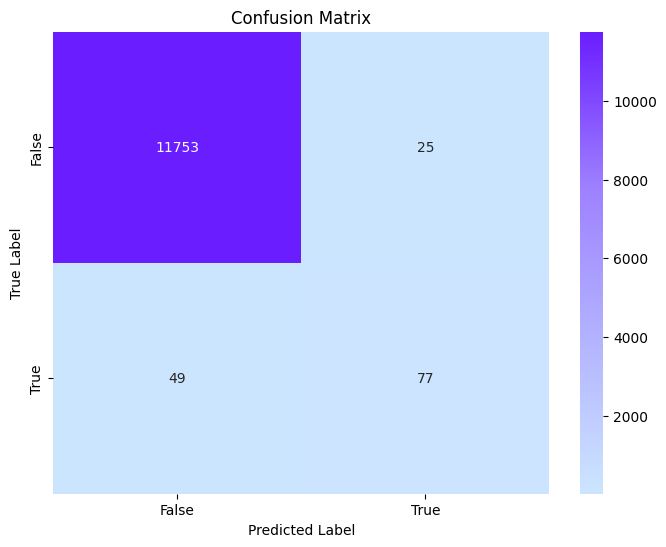 Confusion Matrix
True Label
False
11753
25
True
49
77
False
True
Predicted Label
10000
8000
6000
4000
2000